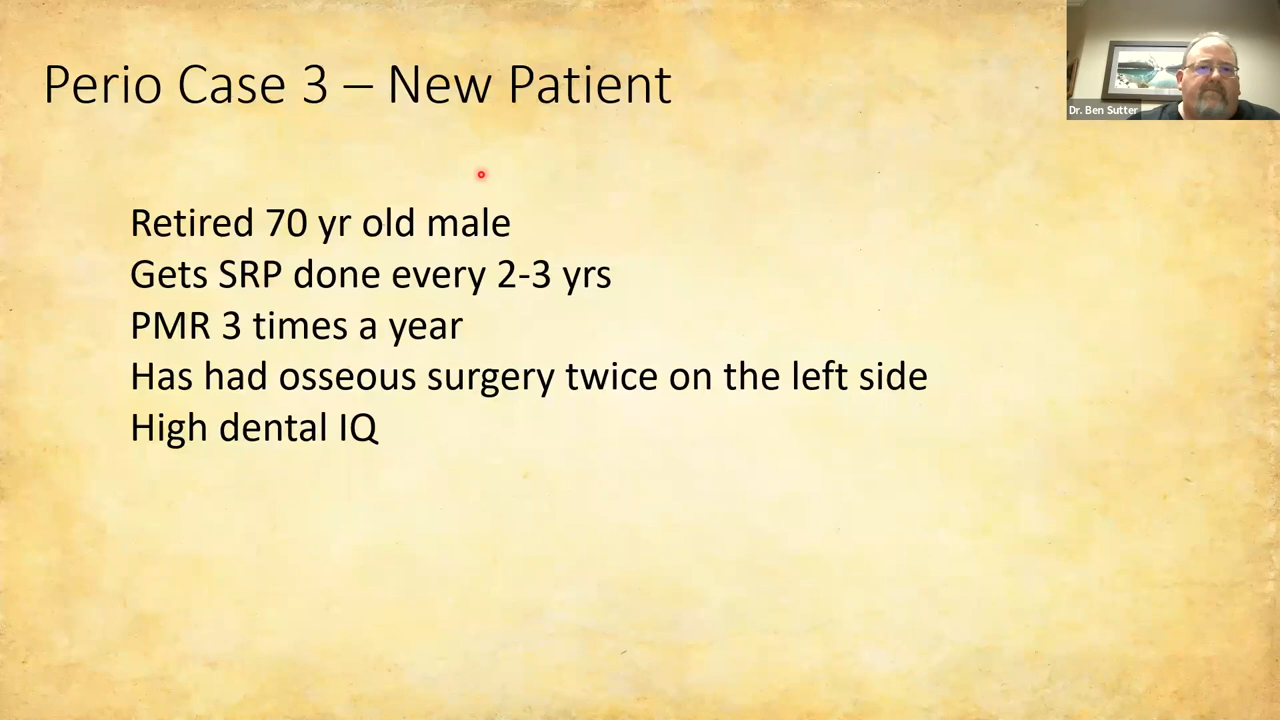 Perio Case 3 – New Patient
Dr. Ben Sutter
Retired 70 yr old male
Gets SRP done every 2-3 yrs
PMR 3 times a year
Has had osseous surgery twice on the left side
High dental IQ